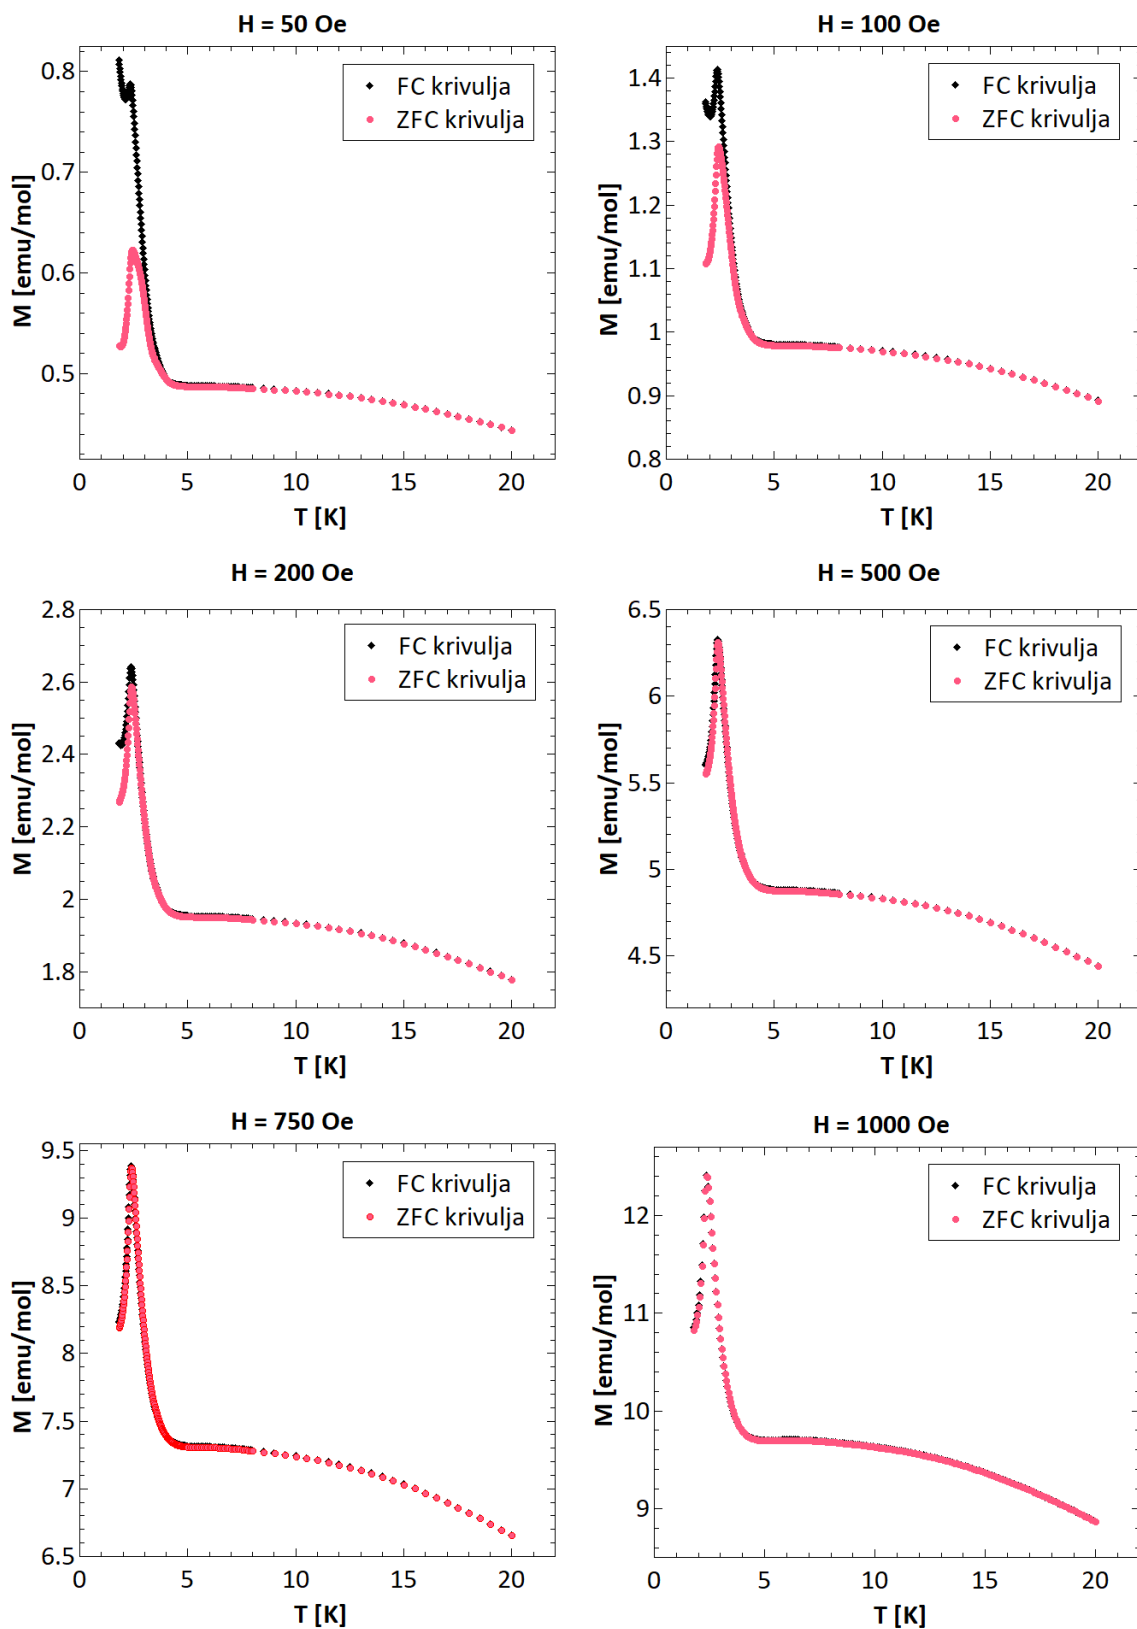 H = 50 Oe
0.8
0.7
0.6
0.5
M [emu/mol]
FC krivulja
ZFC krivulja
0 5 10 15 20
T [K]
H = 100 Oe
1.4
1.3
1.2
1.1
1
0.9
0.8
M [emu/mol]
FC krivulja
ZFC krivulja
0 5 10 15 20
T [K]
H = 200 Oe
2.8
2.6
2.4
2.2
2
1.8
M [emu/mol]
FC krivulja
ZFC krivulja
0 5 10 15 20
T [K]
H = 500 Oe
6.5
6
5.5
5
4.5
M [emu/mol]
FC krivulja
ZFC krivulja
0 5 10 15 20
T [K]
H = 750 Oe
9.5
9
8.5
8
7.5
7
6.5
M [emu/mol]
FC krivulja
ZFC krivulja
0 5 10 15 20
T [K]
H = 1000 Oe
12
11
10
9
M [emu/mol]
FC krivulja
ZFC krivulja
0 5 10 15 20
T [K]